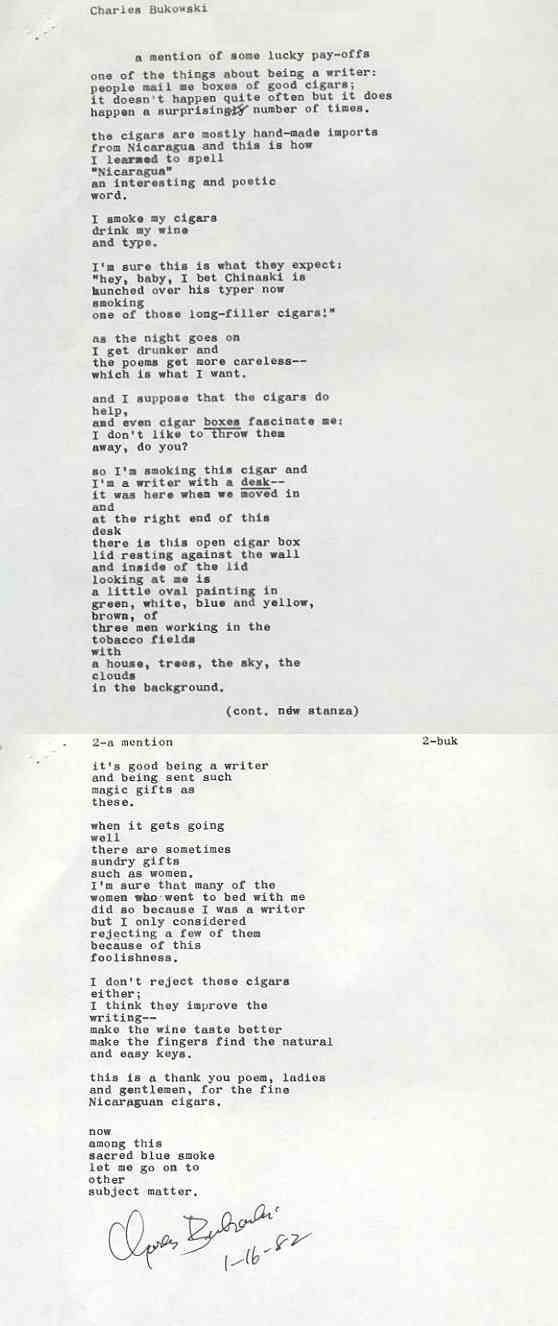 Charles Bukowski
a mention of some lucky pay-offs
one of the things about being a writer:
people mail me boxes of good cigars;
it doesn't happen quite often but it does
happen a surprising number of times.
the cigars are mostly hand-made imports
from Nicaragua and this is how
I learned to spell
"Nicaragua"
an interesting and poetic
word.
I smoke my cigars
drink my wine
and type.
I'm sure this is what they expect:
"hey, baby, I bet Chinaski is
hunched over his typer now
smoking
one of those long-filler cigars!"
as the night goes on
I get drunker and
the poems get more careless--
which is what I want.
and I suppose that the cigars do
help,
and even cigar boxes fascinate me:
I don't like to throw them
away, do you?
so I'm smoking this cigar and
I'm a writer with a desk--
it was here when we moved in
and
at the right end of this
desk
there is this open cigar box
lid resting against the wall
and inside of the lid
looking at me is
a little oval painting in
green, white, blue and yellow,
brown, of
three men working in the
tobacco fields
with
a house, trees, the sky, the
clouds
in the background.
(cont. new stanza)
2-a mention 2-buk
it's good being a writer
and being sent such
magic gifts as
these.
when it gets going
well
there are sometimes
sundry gifts
such as women.
I'm sure that many of the
women who went to bed with me
did so because I was a writer
but I only considered
rejecting a few of them
because of this
foolishness.
I don't reject these cigars
either;
I think they improve the
writing--
make the wine taste better
make the fingers find the natural
and easy keys.
this is a thank you poem, ladies
and gentlemen, for the fine
Nicaraguan cigars.
now
among this
sacred blue smoke
let me go on to
other
subject matter.
Charles Bukowski
1-16-82